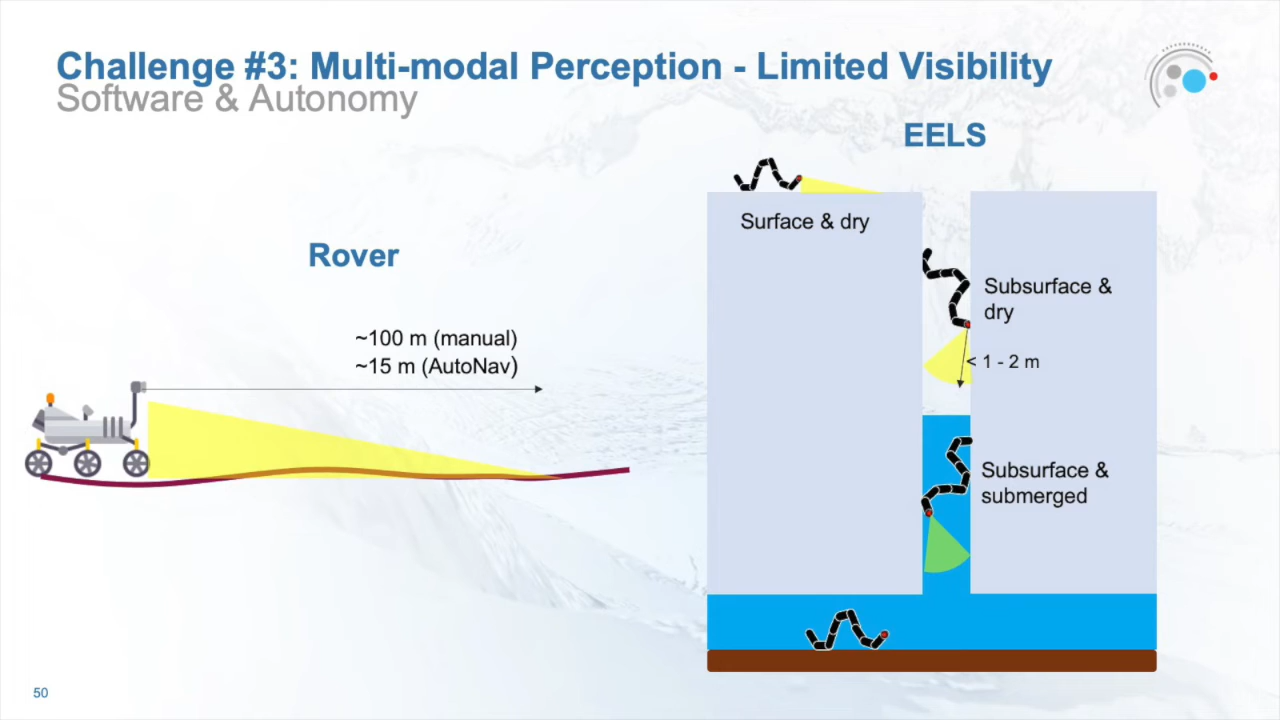 Challenge #3: Multi-modal Perception - Limited Visibility
Software & Autonomy
EELS
Surface & dry
Rover
~100 m (manual)
~15 m (AutoNav)
Subsurface &
dry
< 1 - 2 m
Subsurface &
submerged
50